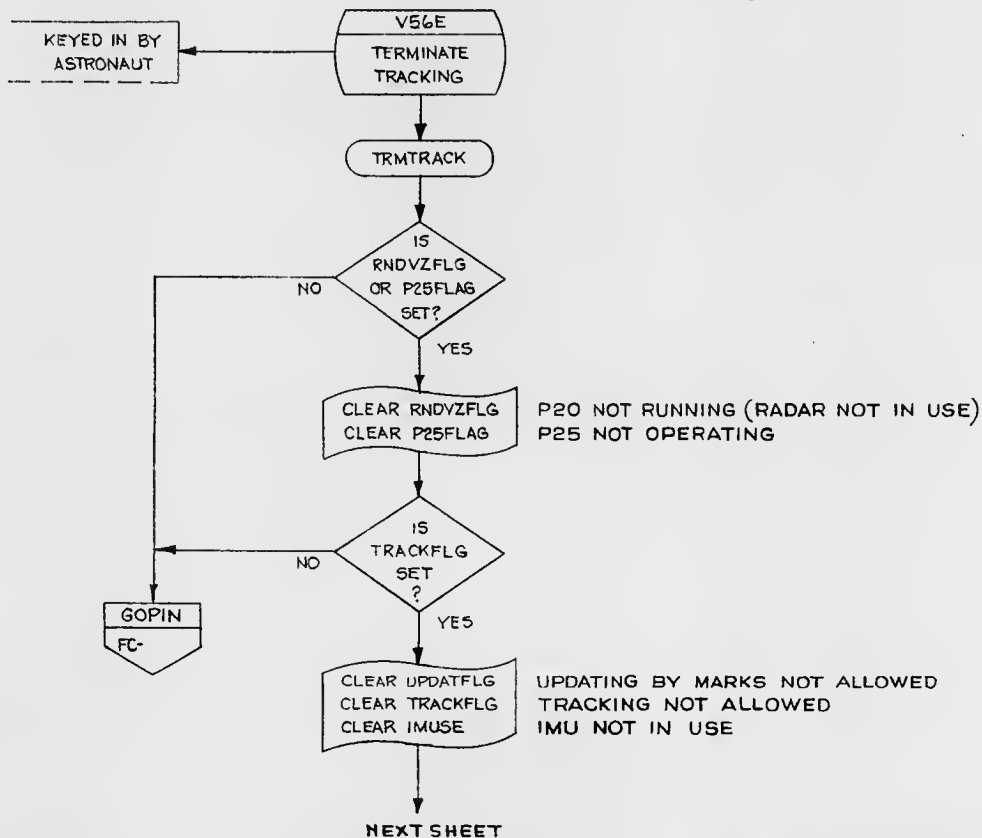 V56E
KEYED IN BY
ASTRONAUT
TERMINATE
TRACKING
TRMTRACK
IS
RNDVZFLG
OR P25FLAG
SET?
NO
YES
CLEAR RNDVZFLG
CLEAR P25FLAG
P20 NOT RUNNING (RADAR NOT IN USE)
P25 NOT OPERATING
IS
TRACKFLG
SET
?
NO
YES
GOPIN
FC-
CLEAR UPDATFLG
CLEAR TRACKFLG
CLEAR IMUSE
UPDATING BY MARKS NOT ALLOWED
TRACKING NOT ALLOWED
IMU NOT IN USE
NEXT SHEET